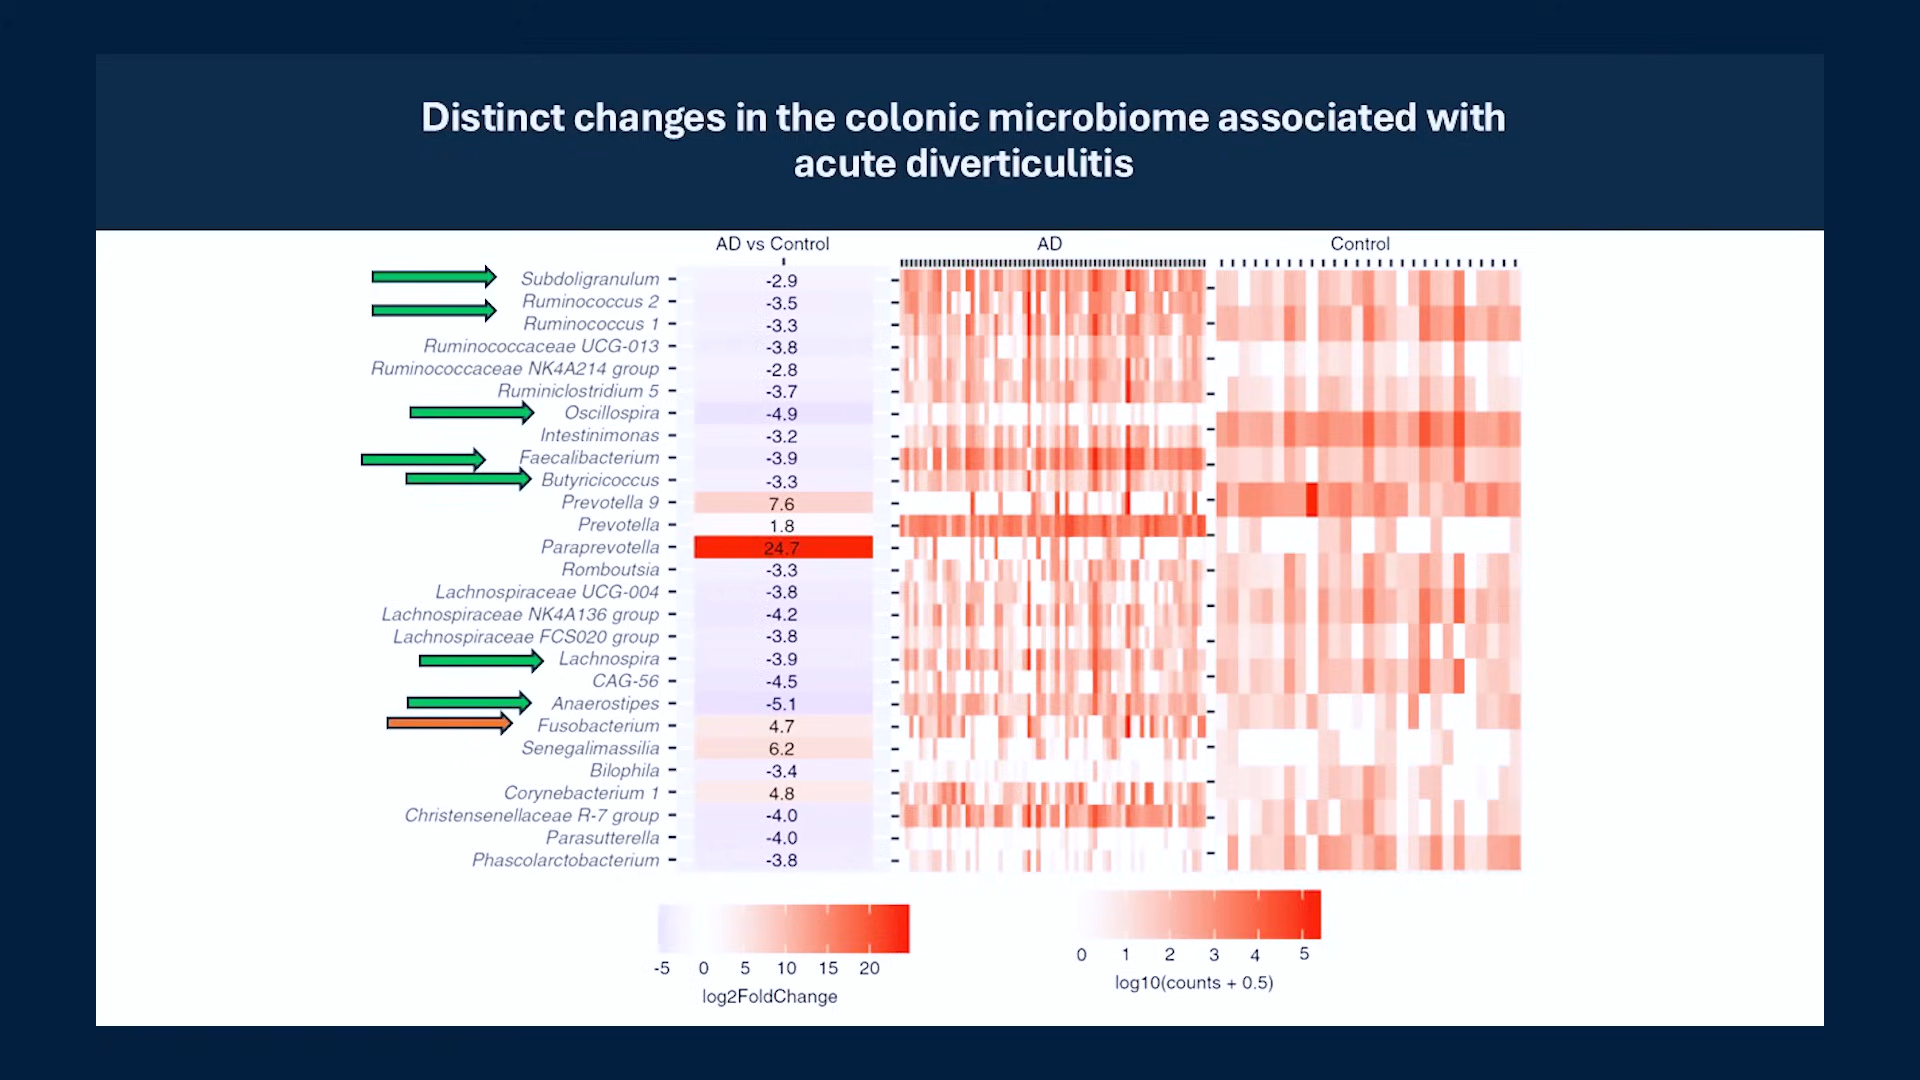 Distinct changes in the colonic microbiome associated with
acute diverticulitis
AD vs Control
AD
Control
Subdoligranulum -2.9
Ruminococcus 2 -3.5
Ruminococcus 1 -3.3
Ruminococcaceae UCG-013 -3.8
Ruminococcaceae NK4A214 group -2.8
Ruminiclostridium 5 -3.7
Oscillospira -4.9
Intestinimonas -3.2
Faecalibacterium -3.9
Butyricicoccus -3.3
Prevotella 9 7.6
Prevotella 1.8
Paraprevotella 24.7
Romboutsia -3.3
Lachnospiraceae UCG-004 -3.8
Lachnospiraceae NK4A136 group -4.2
Lachnospiraceae FCS020 group -3.8
Lachnospira -3.9
CAG-56 -4.5
Anaerostipes -5.1
Fusobacterium 4.7
Senegalimassilia 6.2
Bilophila -3.4
Corynebacterium 1 4.8
Christensenellaceae R-7 group -4.0
Parasutterella -4.0
Phascolarctobacterium -3.8
-5 0 5 10 15 20
log2FoldChange
0 1 2 3 4 5
log10(counts + 0.5)